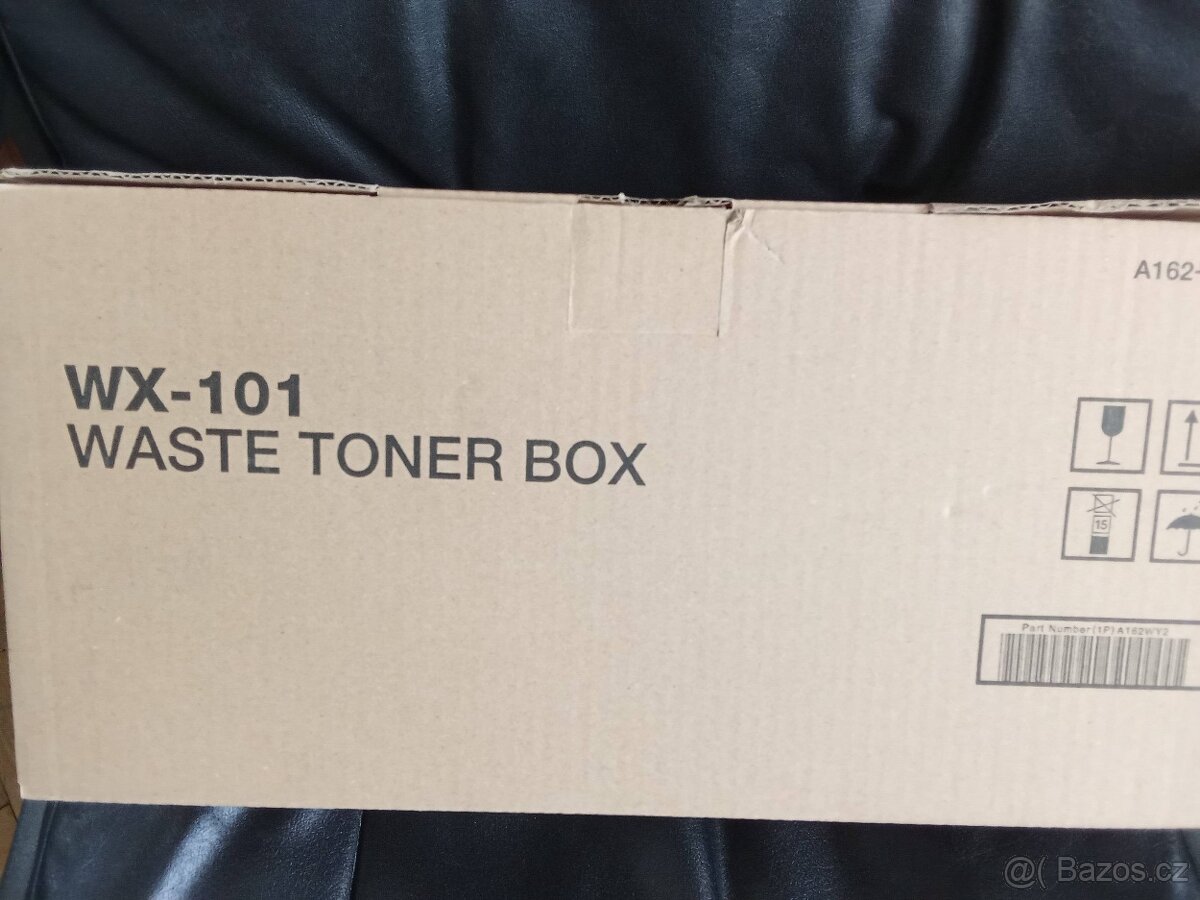 A162-
WX-101
WASTE TONER BOX
15
Part Number(1P)A162WY2
@( Bazos.cz